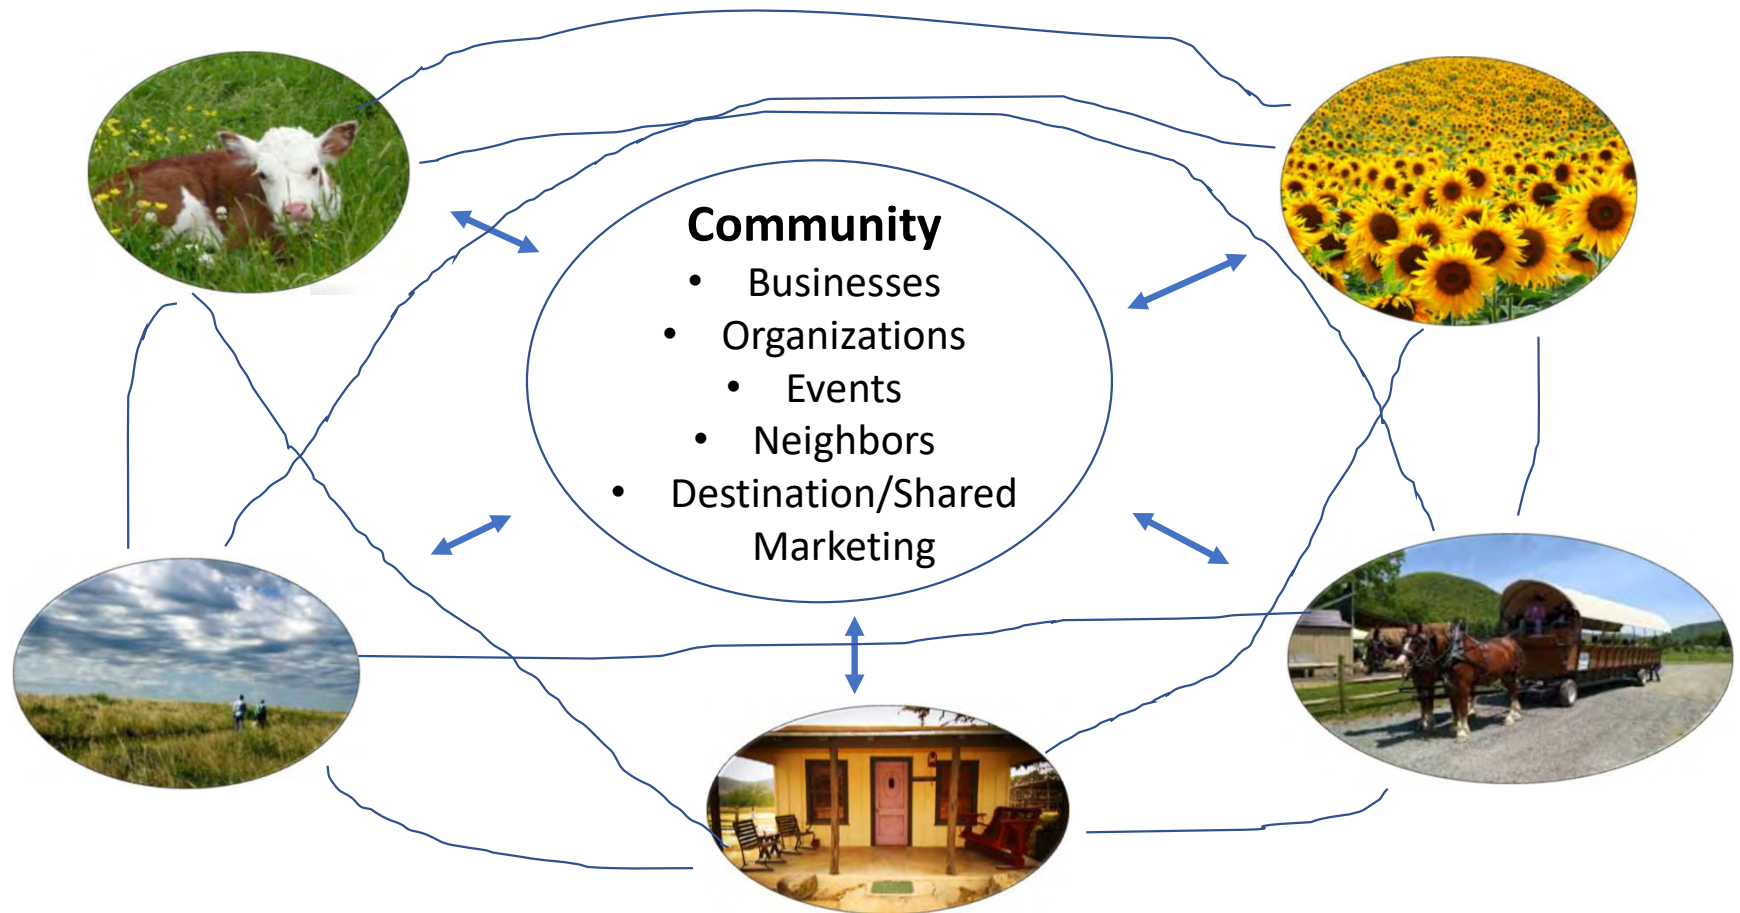 Community
• Businesses
• Organizations
• Events
• Neighbors
• Destination/Shared
Marketing